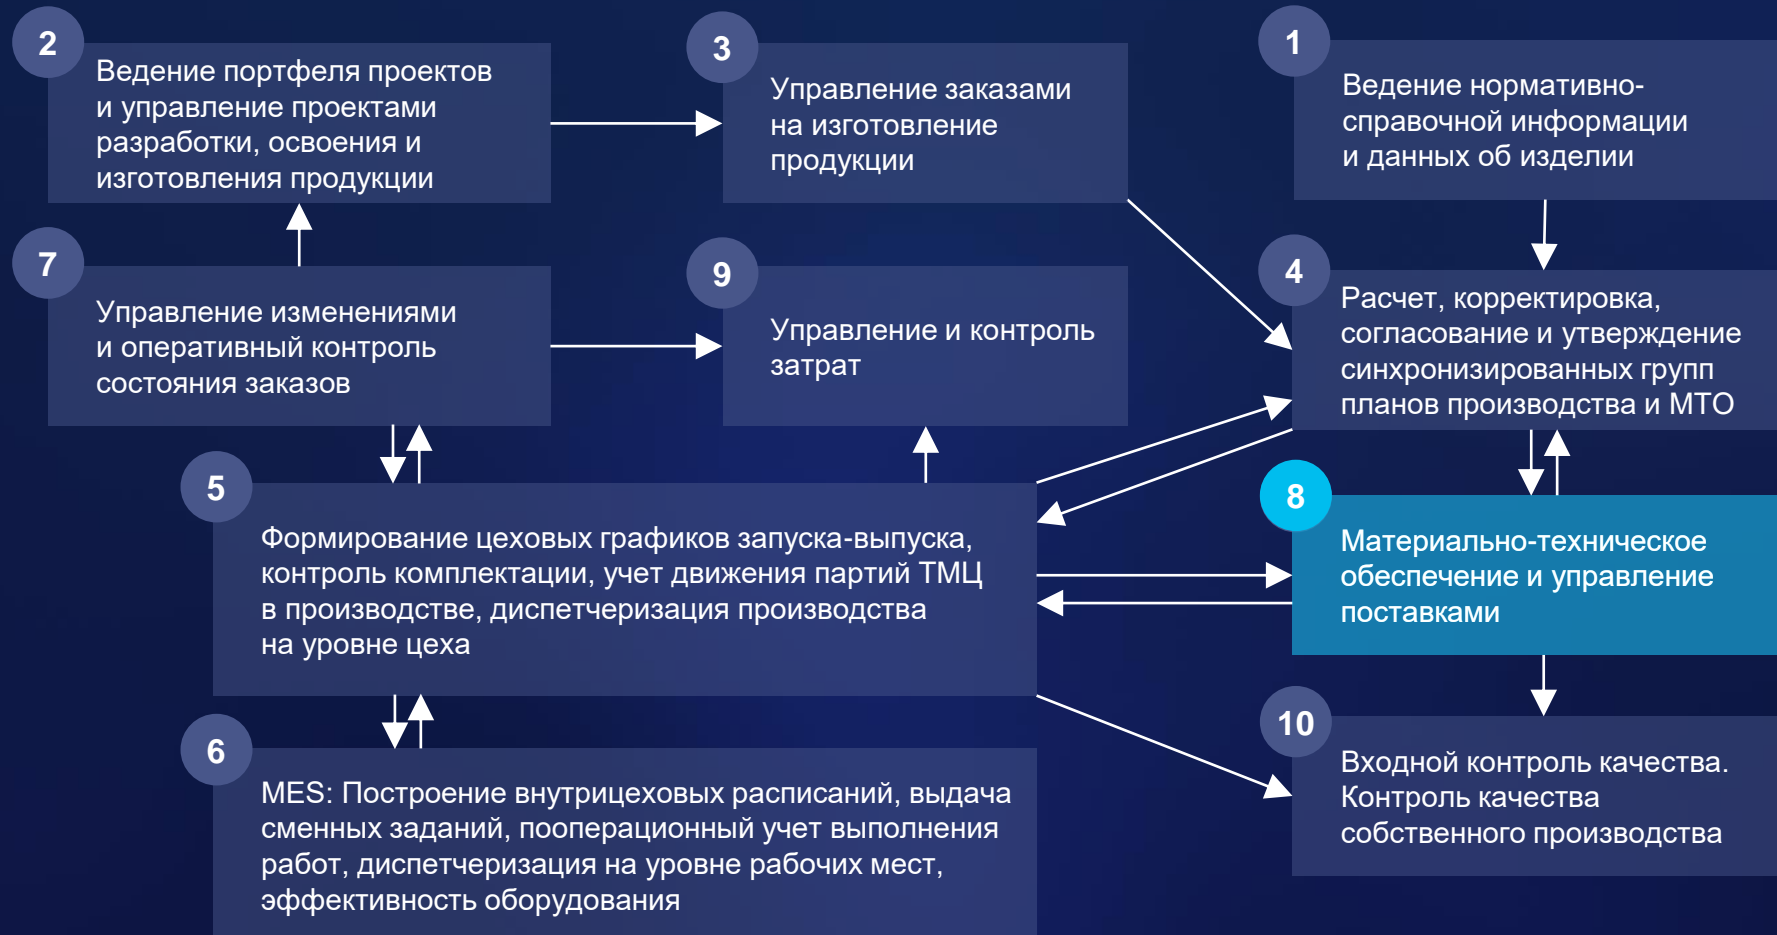 2
Ведение портфеля проектов
и управление проектами
разработки, освоения и
изготовления продукции
3
Управление заказами
на изготовление
продукции
1
Ведение нормативно-
справочной информации
и данных об изделии
7
Управление изменениями
и оперативный контроль
состояния заказов
9
Управление и контроль
затрат
4
Расчет, корректировка,
согласование и утверждение
синхронизированных групп
планов производства и МТО
5
Формирование цеховых графиков запуска-выпуска,
контроль комплектации, учет движения партий ТМЦ
в производстве, диспетчеризация производства
на уровне цеха
8
Материально-техническое
обеспечение и управление
поставками
6
MES: Построение внутрицеховых расписаний, выдача
сменных заданий, пооперационный учет выполнения
работ, диспетчеризация на уровне рабочих мест,
эффективность оборудования
10
Входной контроль качества.
Контроль качества
собственного производства